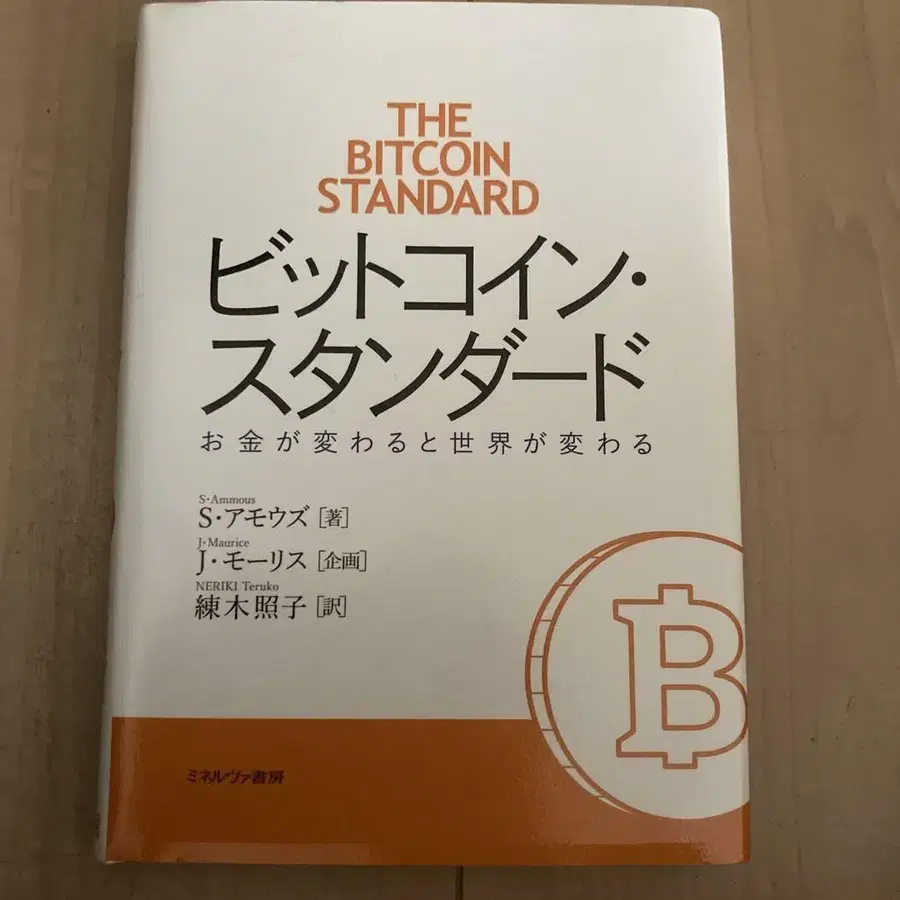 THE
BITCOIN
STANDARD
ビットコイン・
スタンダード
お金が変わると世界が変わる
S・Ammous
S・アモウズ［著］
J・Maurice
J・モーリス［企画］
NERIKI Teruko
練木照子［訳］
B
ミネルヴァ書房